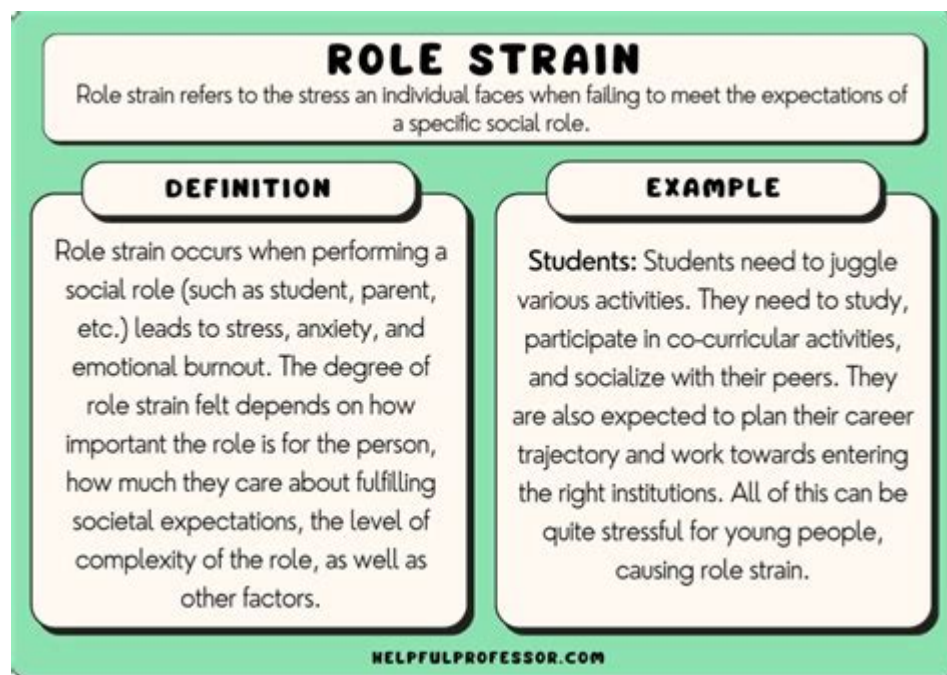 ROLE STRAIN
Role strain refers to the stress an individual faces when failing to meet the expectations of
a specific social role.
DEFINITION
Role strain occurs when performing a
social role (such as student, parent,
etc.) leads to stress, anxiety, and
emotional burnout. The degree of
role strain felt depends on how
important the role is for the person,
how much they care about fulfilling
societal expectations, the level of
complexity of the role, as well as
other factors.
EXAMPLE
Students: Students need to juggle
various activities. They need to study,
participate in co-curricular activities,
and socialize with their peers. They
are also expected to plan their career
trajectory and work towards entering
the right institutions. All of this can be
quite stressful for young people,
causing role strain.
HELPFULPROFESSOR.COM